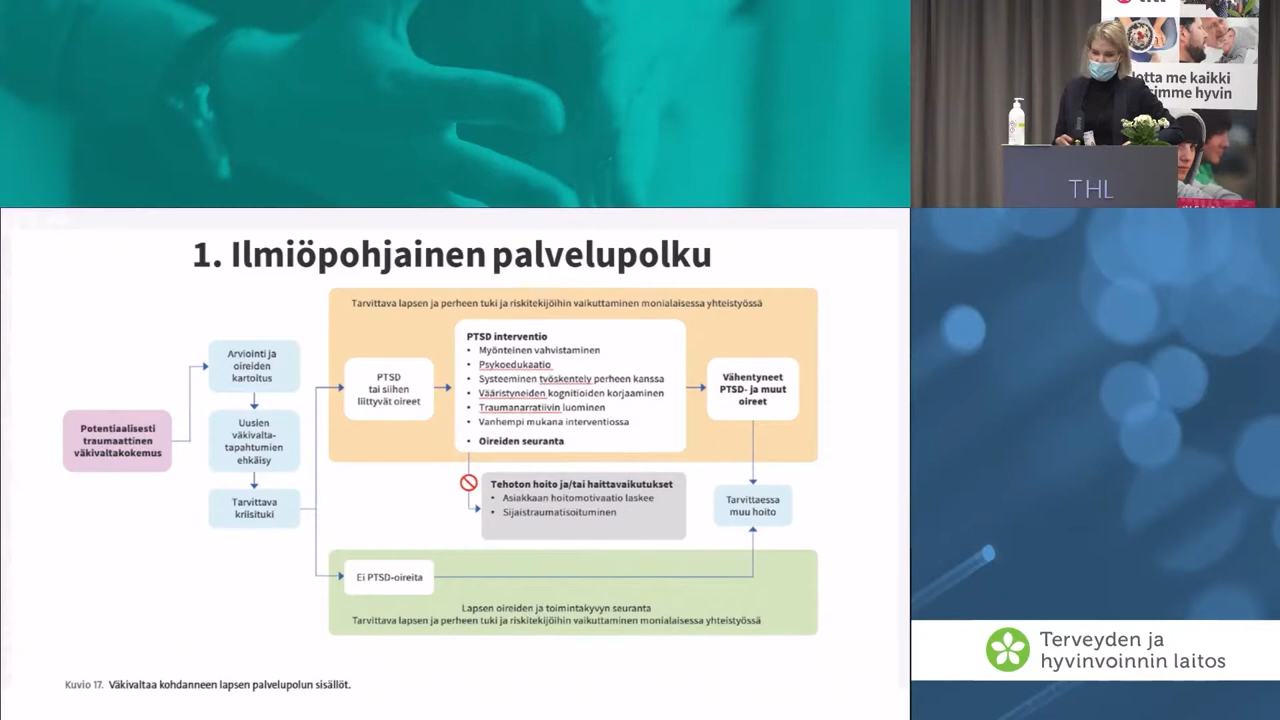 1. Ilmiöpohjainen palvelupolku
Tarvittava lapsen ja perheen tuki ja riskitekijöihin vaikuttaminen monialaisessa yhteistyössä
Potentiaalisesti
traumaattinen
väkivaltakokemus
Arviointi ja
oireiden
kartoitus
Uusien
väkivalta-
tapahtumien
ehkäisy
Tarvittava
kriisituki
PTSD
tai siihen
liittyvät oireet
PTSD interventio
• Myönteinen vahvistaminen
• Psykoedukaatio
• Systeeminen työskentely perheen kanssa
• Vääristyneiden kognitioiden korjaaminen
• Traumanarratiivin luominen
• Vanhempi mukana interventiossa
• Oireiden seuranta
Vähentyneet
PTSD- ja muut
oireet
Tehoton hoito ja/tai haittavaikutukset
• Asiakkaan hoitomotivaatio laskee
• Sijaistraumatisoituminen
Tarvittaessa
muu hoito
Ei PTSD-oireita
Lapsen oireiden ja toimintakyvyn seuranta
Tarvittava lapsen ja perheen tuki ja riskitekijöihin vaikuttaminen monialaisessa yhteistyössä
Kuvio 17. Väkivaltaa kohdanneen lapsen palvelupolun sisällöt.
me kaikki
hyvin
THL
Terveyden ja
hyvinvoinnin laitos